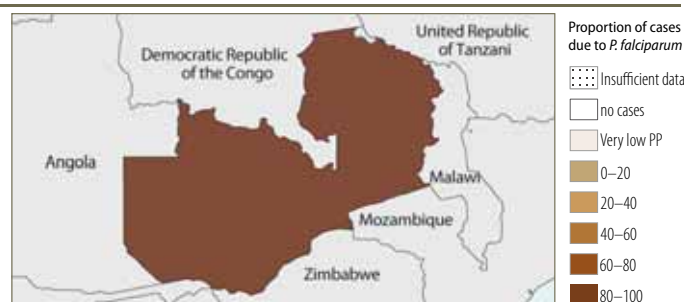 Democratic Republic
of the Congo
United Republic
of Tanzani
Angola
Malawi
Mozambique
Zimbabwe
Proportion of cases
due to P. falciparum
Insufficient data
no cases
Very low PP
0–20
20–40
40–60
60–80
80–100